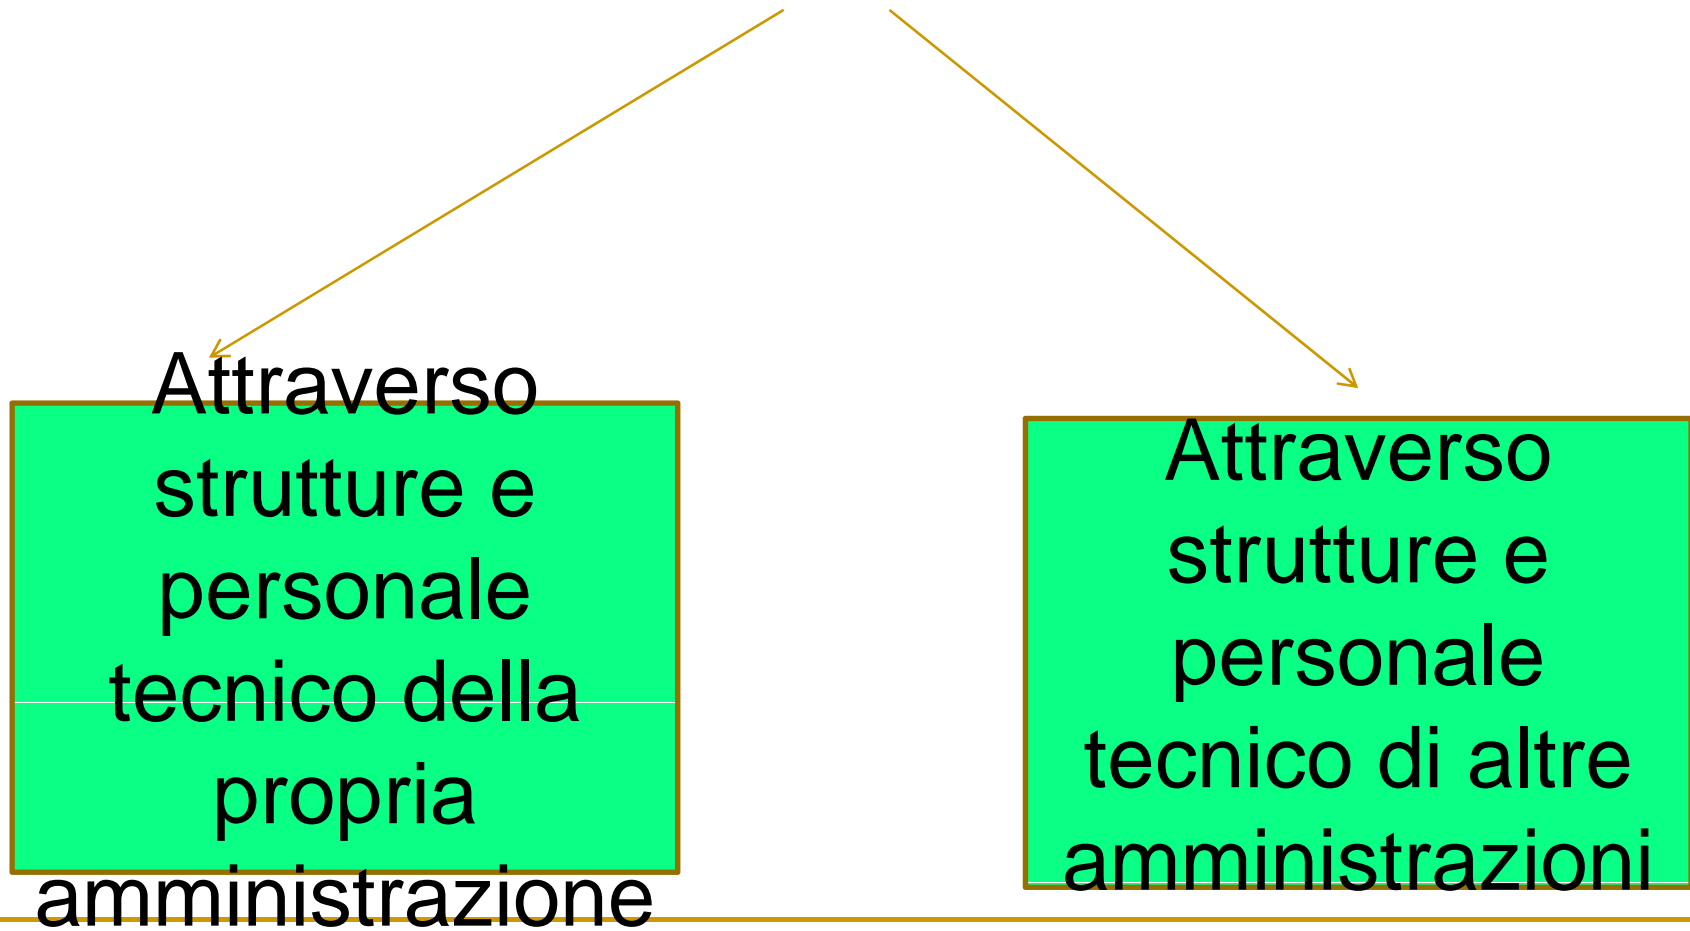 Attraverso
strutture e
personale
tecnico della
propria
amministrazione
Attraverso
strutture e
personale
tecnico di altre
amministrazioni